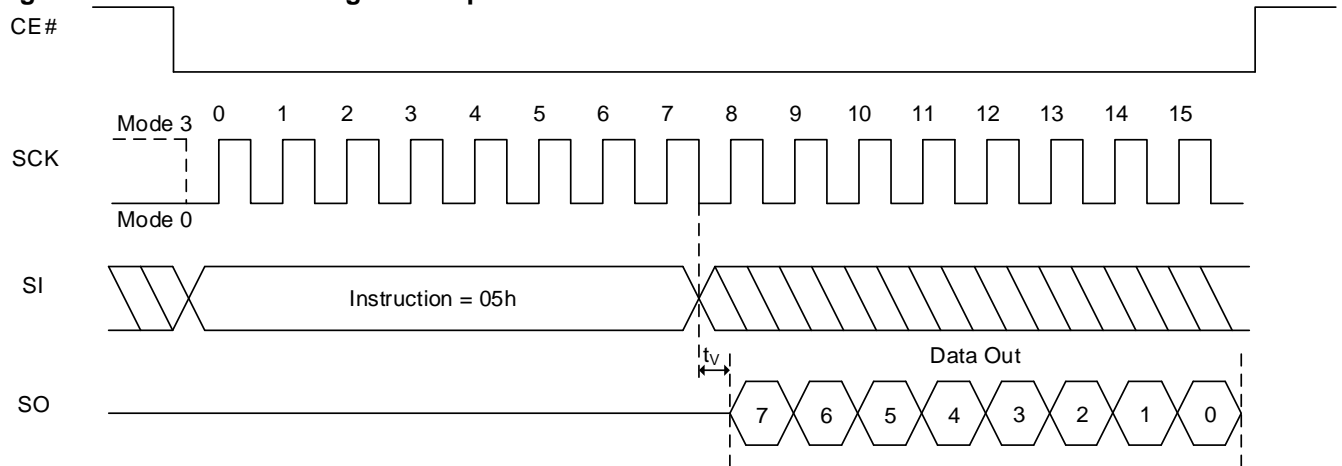 CE#
0 1 2 3 4 5 6 7 8 9 10 11 12 13 14 15
Mode 3
SCK
Mode 0
SI
Instruction = 05h
tV
Data Out
SO
7 6 5 4 3 2 1 0